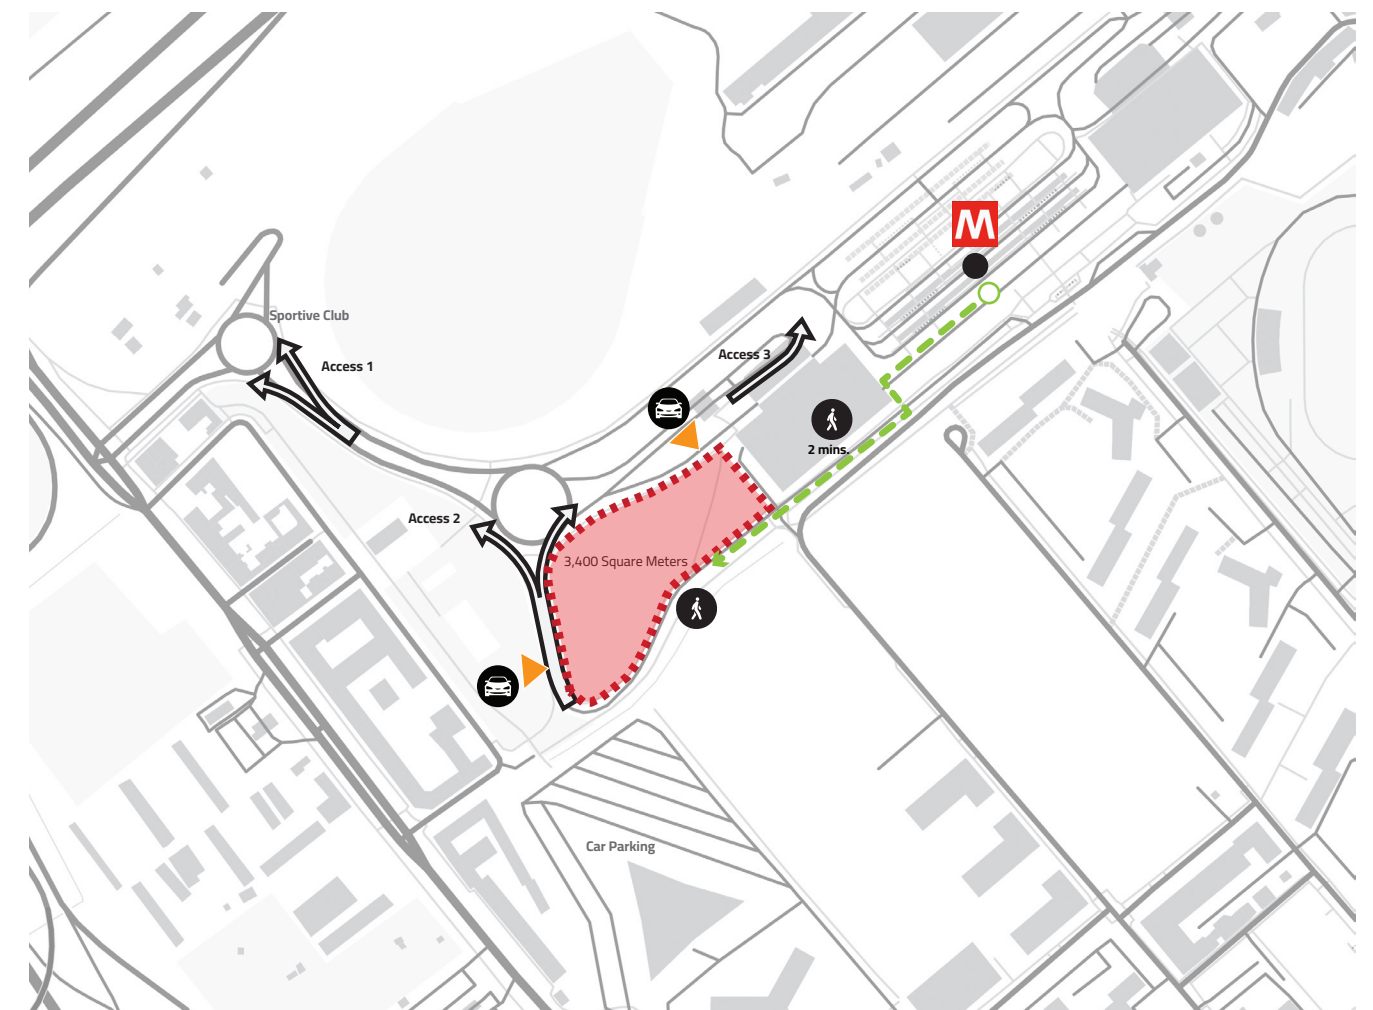 M
Sportive Club
Access 1
Access 3
2 mins.
Access 2
3,400 Square Meters
Car Parking